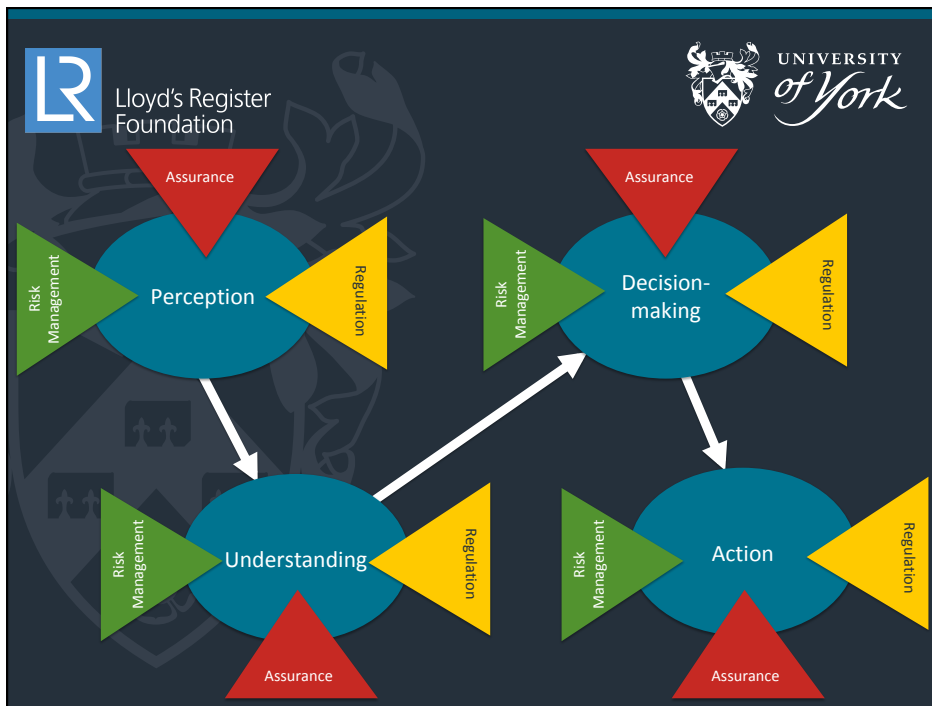 LR
Lloyd's Register
Foundation
UNIVERSITY
of York
Assurance
Risk
Management
Perception
Regulation
Assurance
Risk
Management
Decision-
making
Regulation
Risk
Management
Understanding
Regulation
Assurance
Risk
Management
Action
Regulation
Assurance